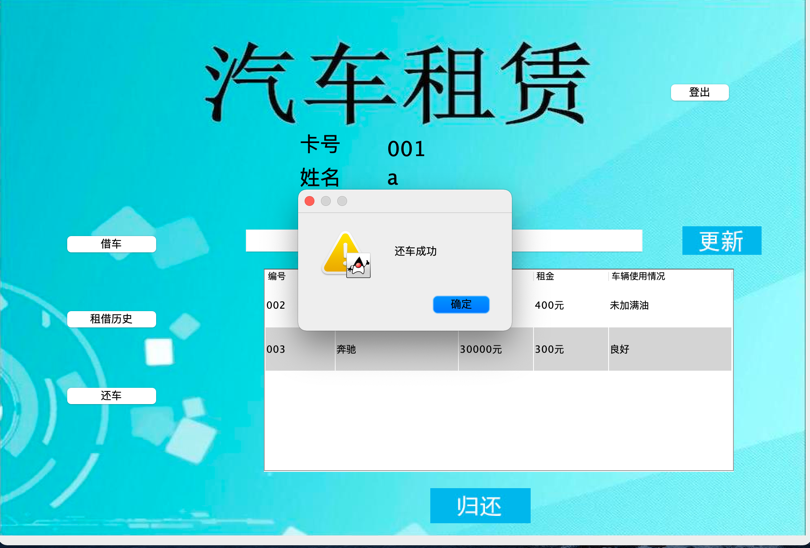 汽车租赁
登出
卡号 001
姓名 a
借车
更新
还车成功
确定
编号 租金 车辆使用情况
002 400元 未加满油
租借历史
003 奔驰 30000元 300元 良好
还车
归还